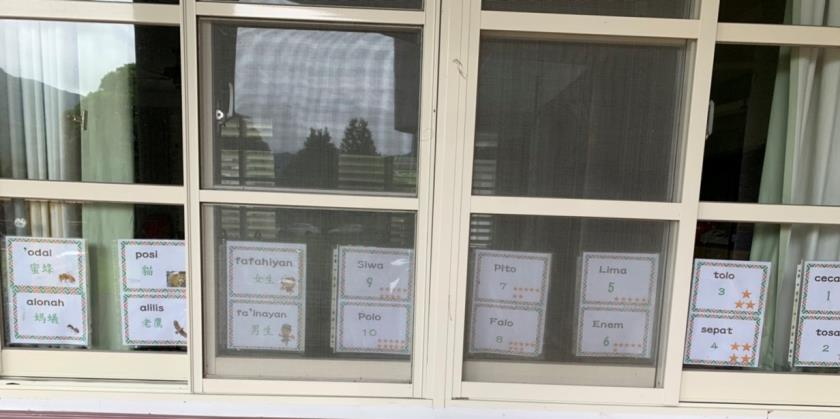 'odal
蜜蜂
alonah
螞蟻
posi
貓
alilis
老鷹
fafahiyan
女生
fa'inayan
男生
Siwa
9
Polo
10
Pito
7
Falo
8
Lima
5
Enem
6
tolo
3
sepat
4
ceca
1
tosa
2